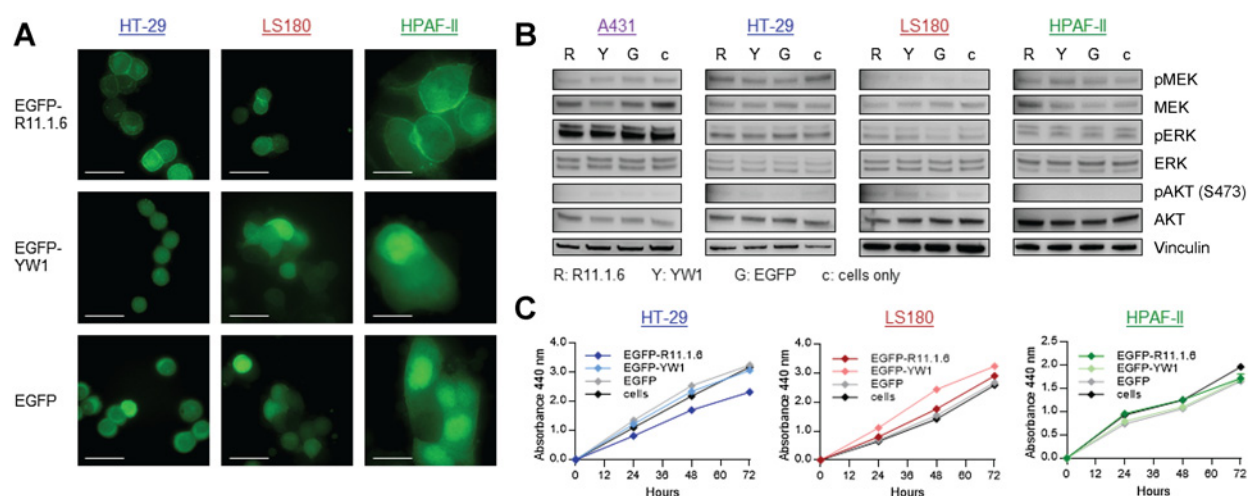 A
HT-29 LS180 HPAF-II
EGFP-
R11.1.6
EGFP-
YW1
EGFP
B
A431 HT-29 LS180 HPAF-II
R Y G c R Y G c R Y G c R Y G c
pMEK
MEK
pERK
ERK
pAKT (S473)
AKT
Vinculin
R: R11.1.6 Y: YW1 G: EGFP c: cells only
C
HT-29
Absorbance 440 nm
4.0
3.0
2.0
1.0
0.0
EGFP-R11.1.6
EGFP-YW1
EGFP
cells
0 12 24 36 48 60 72
Hours
LS180
Absorbance 440 nm
4.0
3.0
2.0
1.0
0.0
EGFP-R11.1.6
EGFP-YW1
EGFP
cells
0 12 24 36 48 60 72
Hours
HPAF-II
Absorbance 440 nm
2.5
2.0
1.5
1.0
0.5
0.0
EGFP-R11.1.6
EGFP-YW1
EGFP
cells
0 12 24 36 48 60 72
Hours